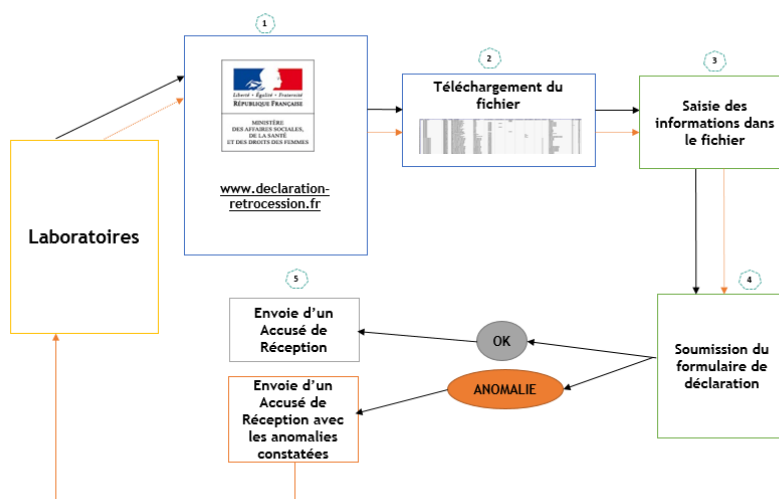 1
Liberté • Égalité • Fraternité
RÉPUBLIQUE FRANÇAISE
MINISTÈRE
DES AFFAIRES SOCIALES,
DE LA SANTÉ
ET DES DROITS DES FEMMES
www.declaration-
retrocession.fr
2
Téléchargement du
fichier
3
Saisie des
informations dans
le fichier
Laboratoires
4
Soumission du
formulaire de
déclaration
5
Envoie d'un
Accusé de
Réception
OK
ANOMALIE
Envoie d'un
Accusé de
Réception avec
les anomalies
constatées